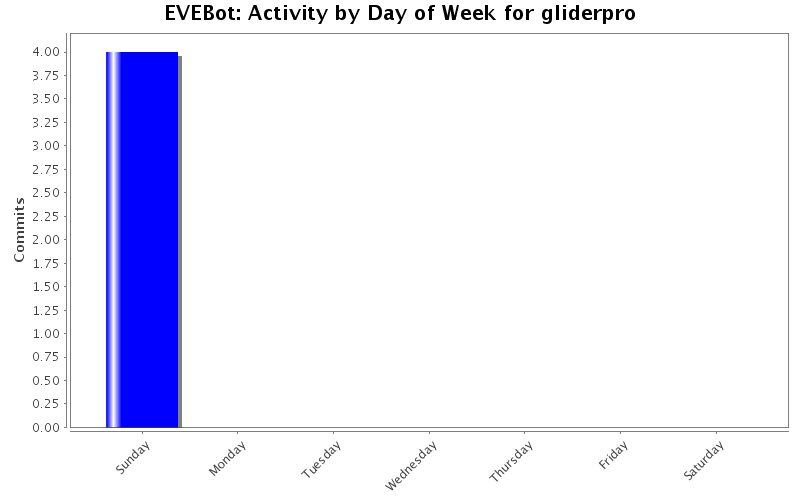 EVEBot: Activity by Day of Week for gliderpro
Commits
4.00
3.75
3.50
3.25
3.00
2.75
2.50
2.25
2.00
1.75
1.50
1.25
1.00
0.75
0.50
0.25
0.00
Sunday
Monday
Tuesday
Wednesday
Thursday
Friday
Saturday